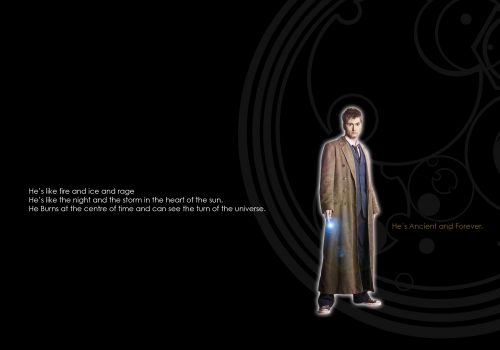 He's like fire and ice and rage
He's like the night and the storm in the heart of the sun.
He Burns at the centre of time and can see the turn of the universe.
He's Ancient and Forever.